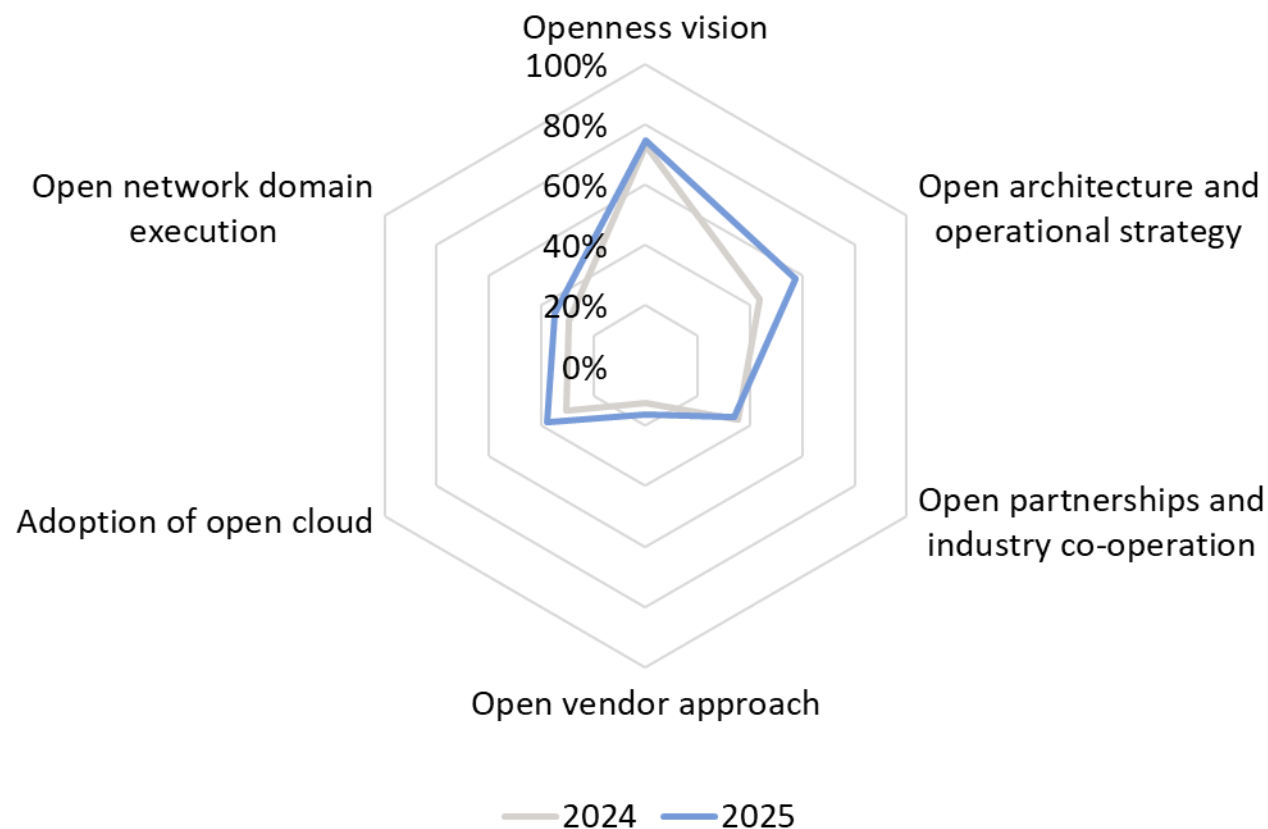 Openness vision
100%
80%
60%
40%
20%
0%
Open architecture and
operational strategy
Open partnerships and
industry co-operation
Open vendor approach
Adoption of open cloud
Open network domain
execution
2024
2025